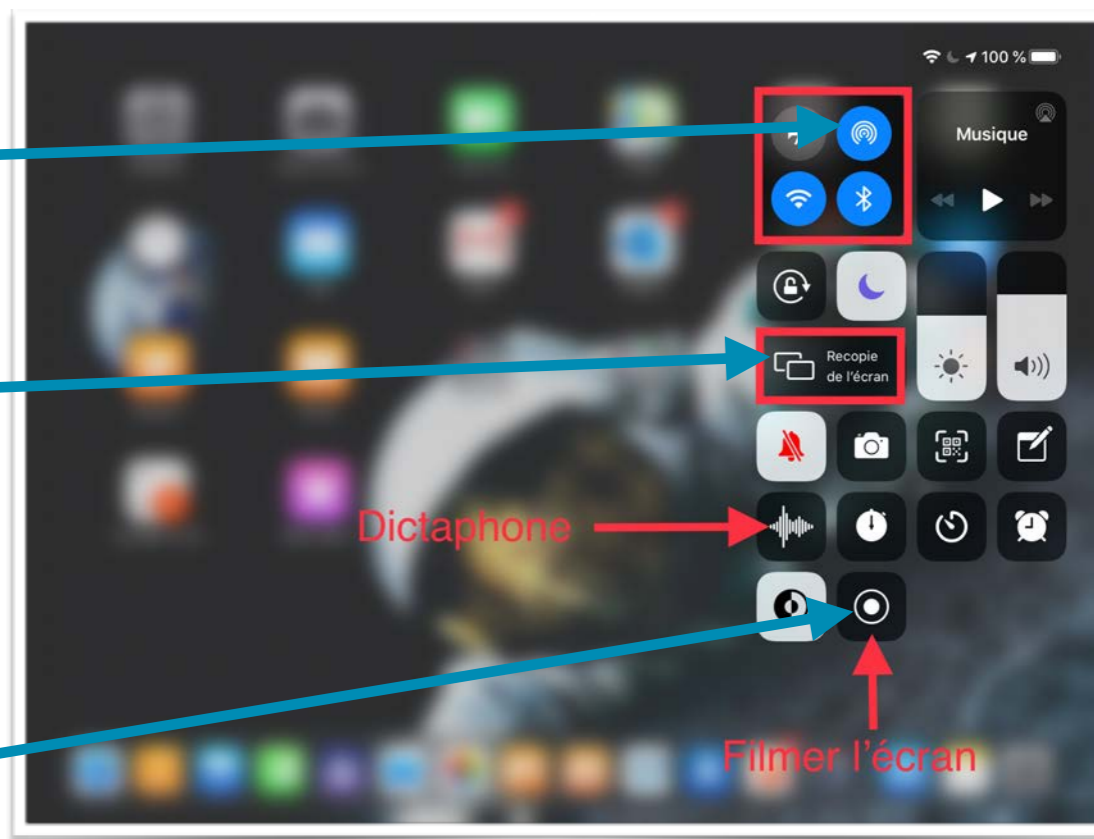 100 %
Musique
Recopie
de l'écran
Dictaphone
Filmer l'écran